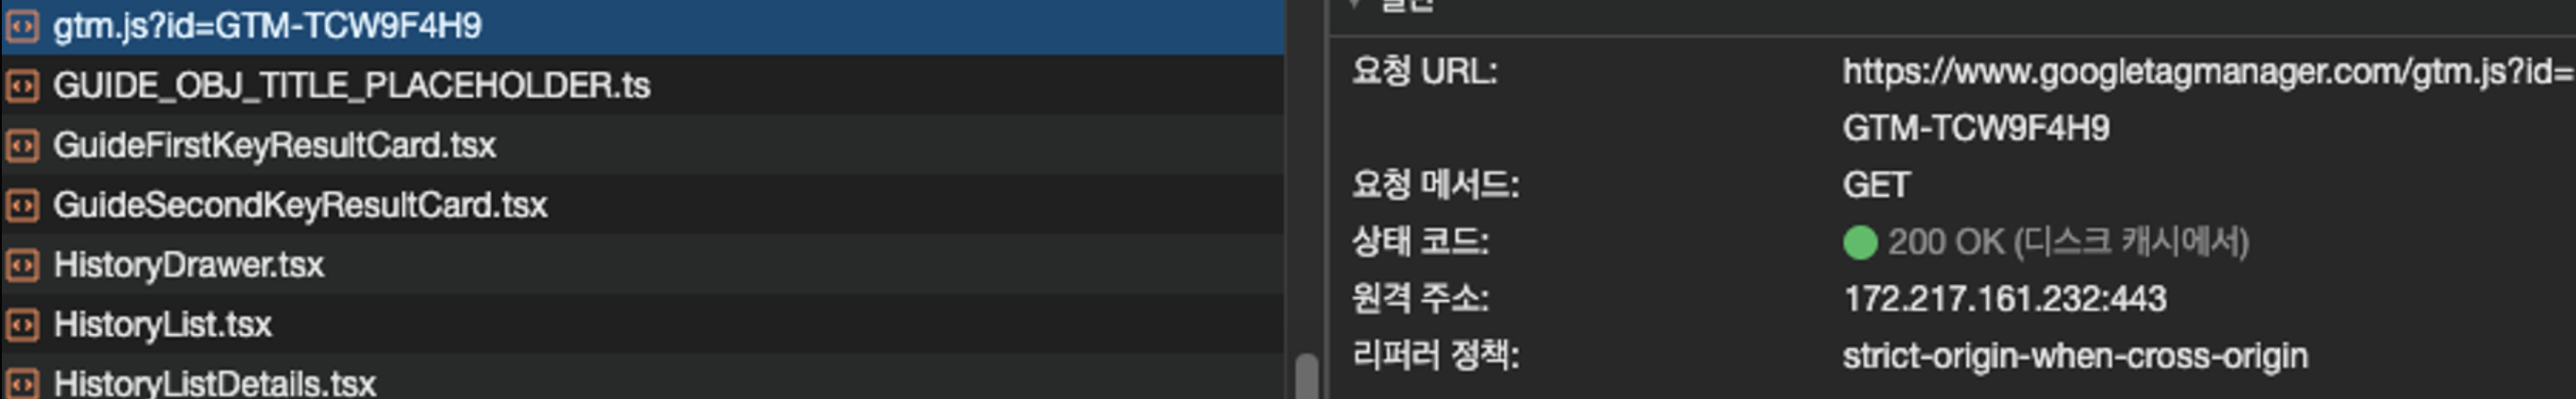 gtm.js?id=GTM-TCW9F4H9
GUIDE_OBJ_TITLE_PLACEHOLDER.ts
GuideFirstKeyResultCard.tsx
GuideSecondKeyResultCard.tsx
HistoryDrawer.tsx
HistoryList.tsx
HistoryListDetails.tsx
요청 URL: https://www.googletagmanager.com/gtm.js?id=
GTM-TCW9F4H9
요청 메서드: GET
상태 코드: 200 OK (디스크 캐시에서)
원격 주소: 172.217.161.232:443
리퍼러 정책: strict-origin-when-cross-origin